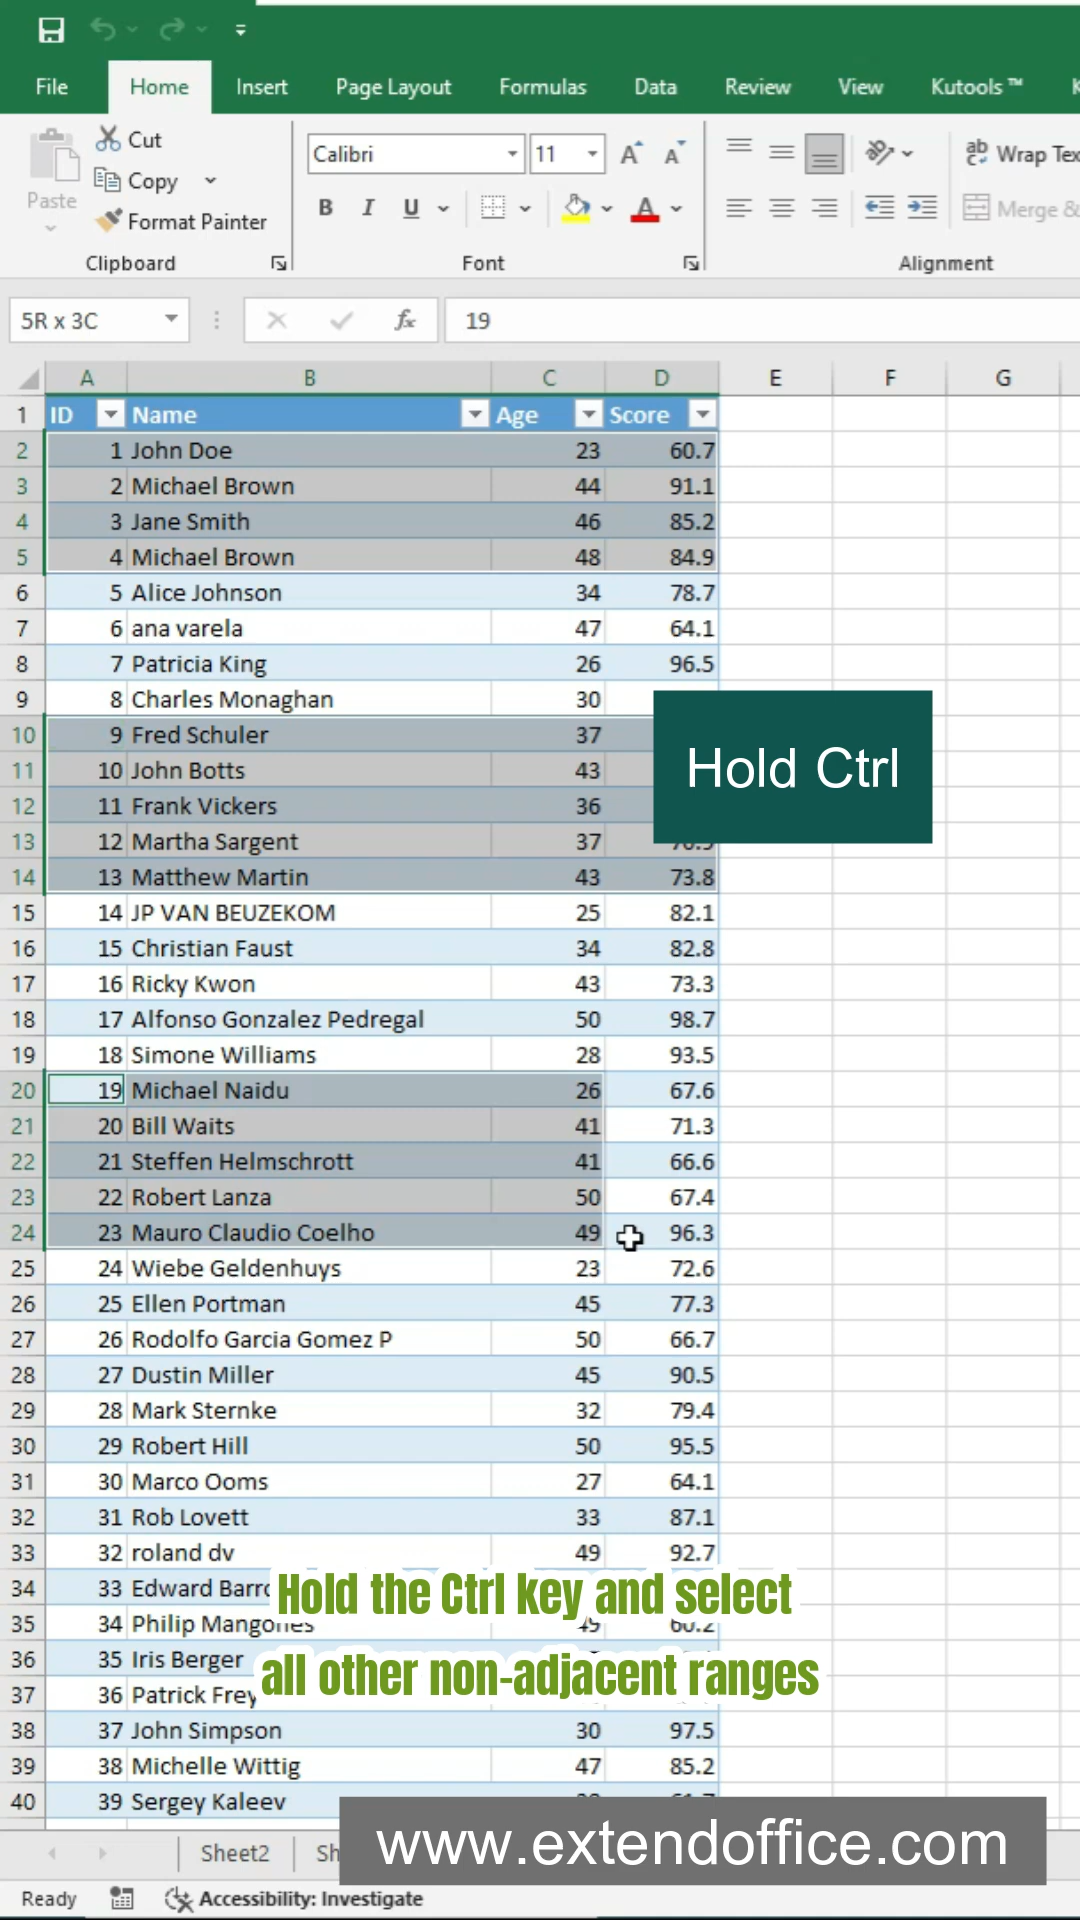 File Home Insert Page Layout Formulas Data Review View Kutools ™
Cut
Copy
Format Painter
Paste
Clipboard
Calibri 11
B I U A
Font
Wrap
Merge &
Alignment
5R x 3C fx 19
A B C D E F G
1 ID Name Age Score
2 1 John Doe 23 60.7
3 2 Michael Brown 44 91.1
4 3 Jane Smith 46 85.2
5 4 Michael Brown 48 84.9
6 5 Alice Johnson 34 78.7
7 6 ana varela 47 64.1
8 7 Patricia King 26 96.5
9 8 Charles Monaghan 30
10 9 Fred Schuler 37
11 10 John Botts 43
12 11 Frank Vickers 36
13 12 Martha Sargent 37
14 13 Matthew Martin 43 73.8
Hold Ctrl
15 14 JP VAN BEUZEKOM 25 82.1
16 15 Christian Faust 34 82.8
17 16 Ricky Kwon 43 73.3
18 17 Alfonso Gonzalez Pedregal 50 98.7
19 18 Simone Williams 28 93.5
20 19 Michael Naidu 26 67.6
21 20 Bill Waits 41 71.3
22 21 Steffen Helmschrott 41 66.6
23 22 Robert Lanza 50 67.4
24 23 Mauro Claudio Coelho 49 96.3
25 24 Wiebe Geldenhuys 23 72.6
26 25 Ellen Portman 45 77.3
27 26 Rodolfo Garcia Gomez P 50 66.7
28 27 Dustin Miller 45 90.5
29 28 Mark Sternke 32 79.4
30 29 Robert Hill 50 95.5
31 30 Marco Ooms 27 64.1
32 31 Rob Lovett 33 87.1
33 32 roland dv 49 92.7
34 33 Edward
Hold the Ctrl key and select
35 34 Philip Mangones
36 35 Iris Berger
all other non-adjacent ranges
37 36 Patrick Frey
38 37 John Simpson 30 97.5
39 38 Michelle Wittig 47 85.2
40 39 Sergey Kaleev
www.extendoffice.com
Sheet2
Ready Accessibility: Investigate